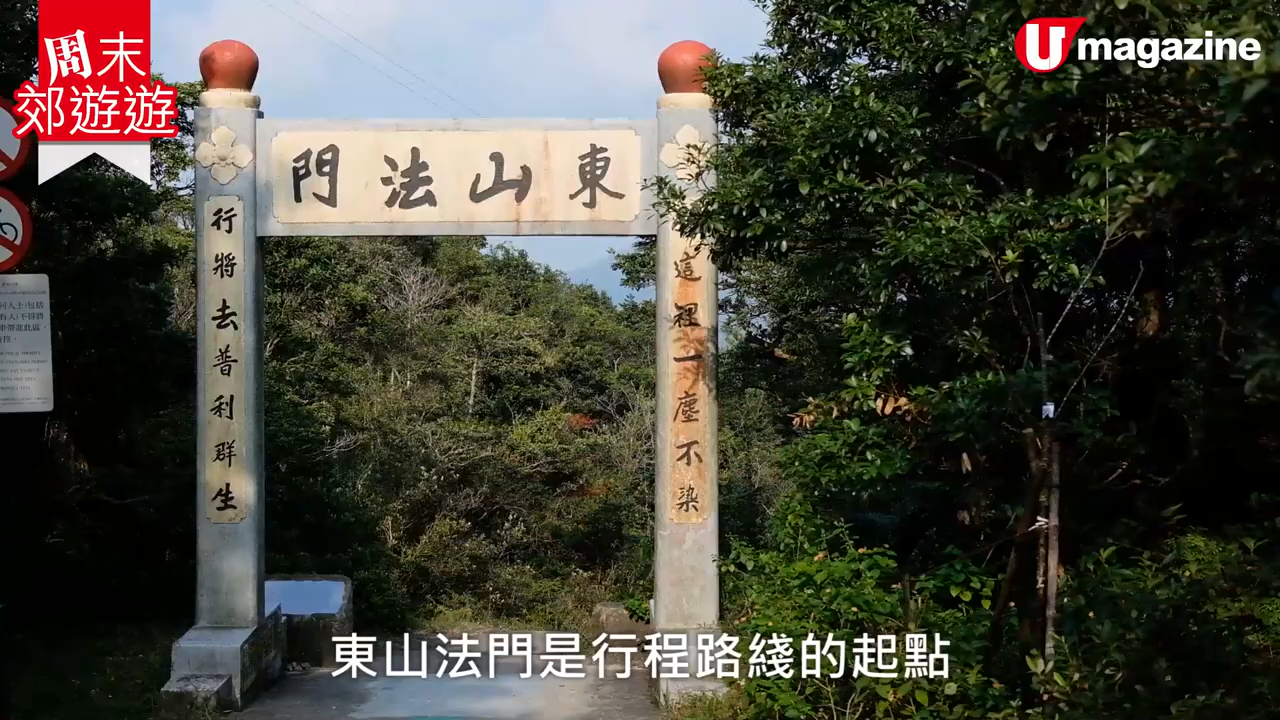 周末
郊遊遊
U magazine
東山法門
這裡一塵不染
行將去普利群生
東山法門是行程路綫的起點